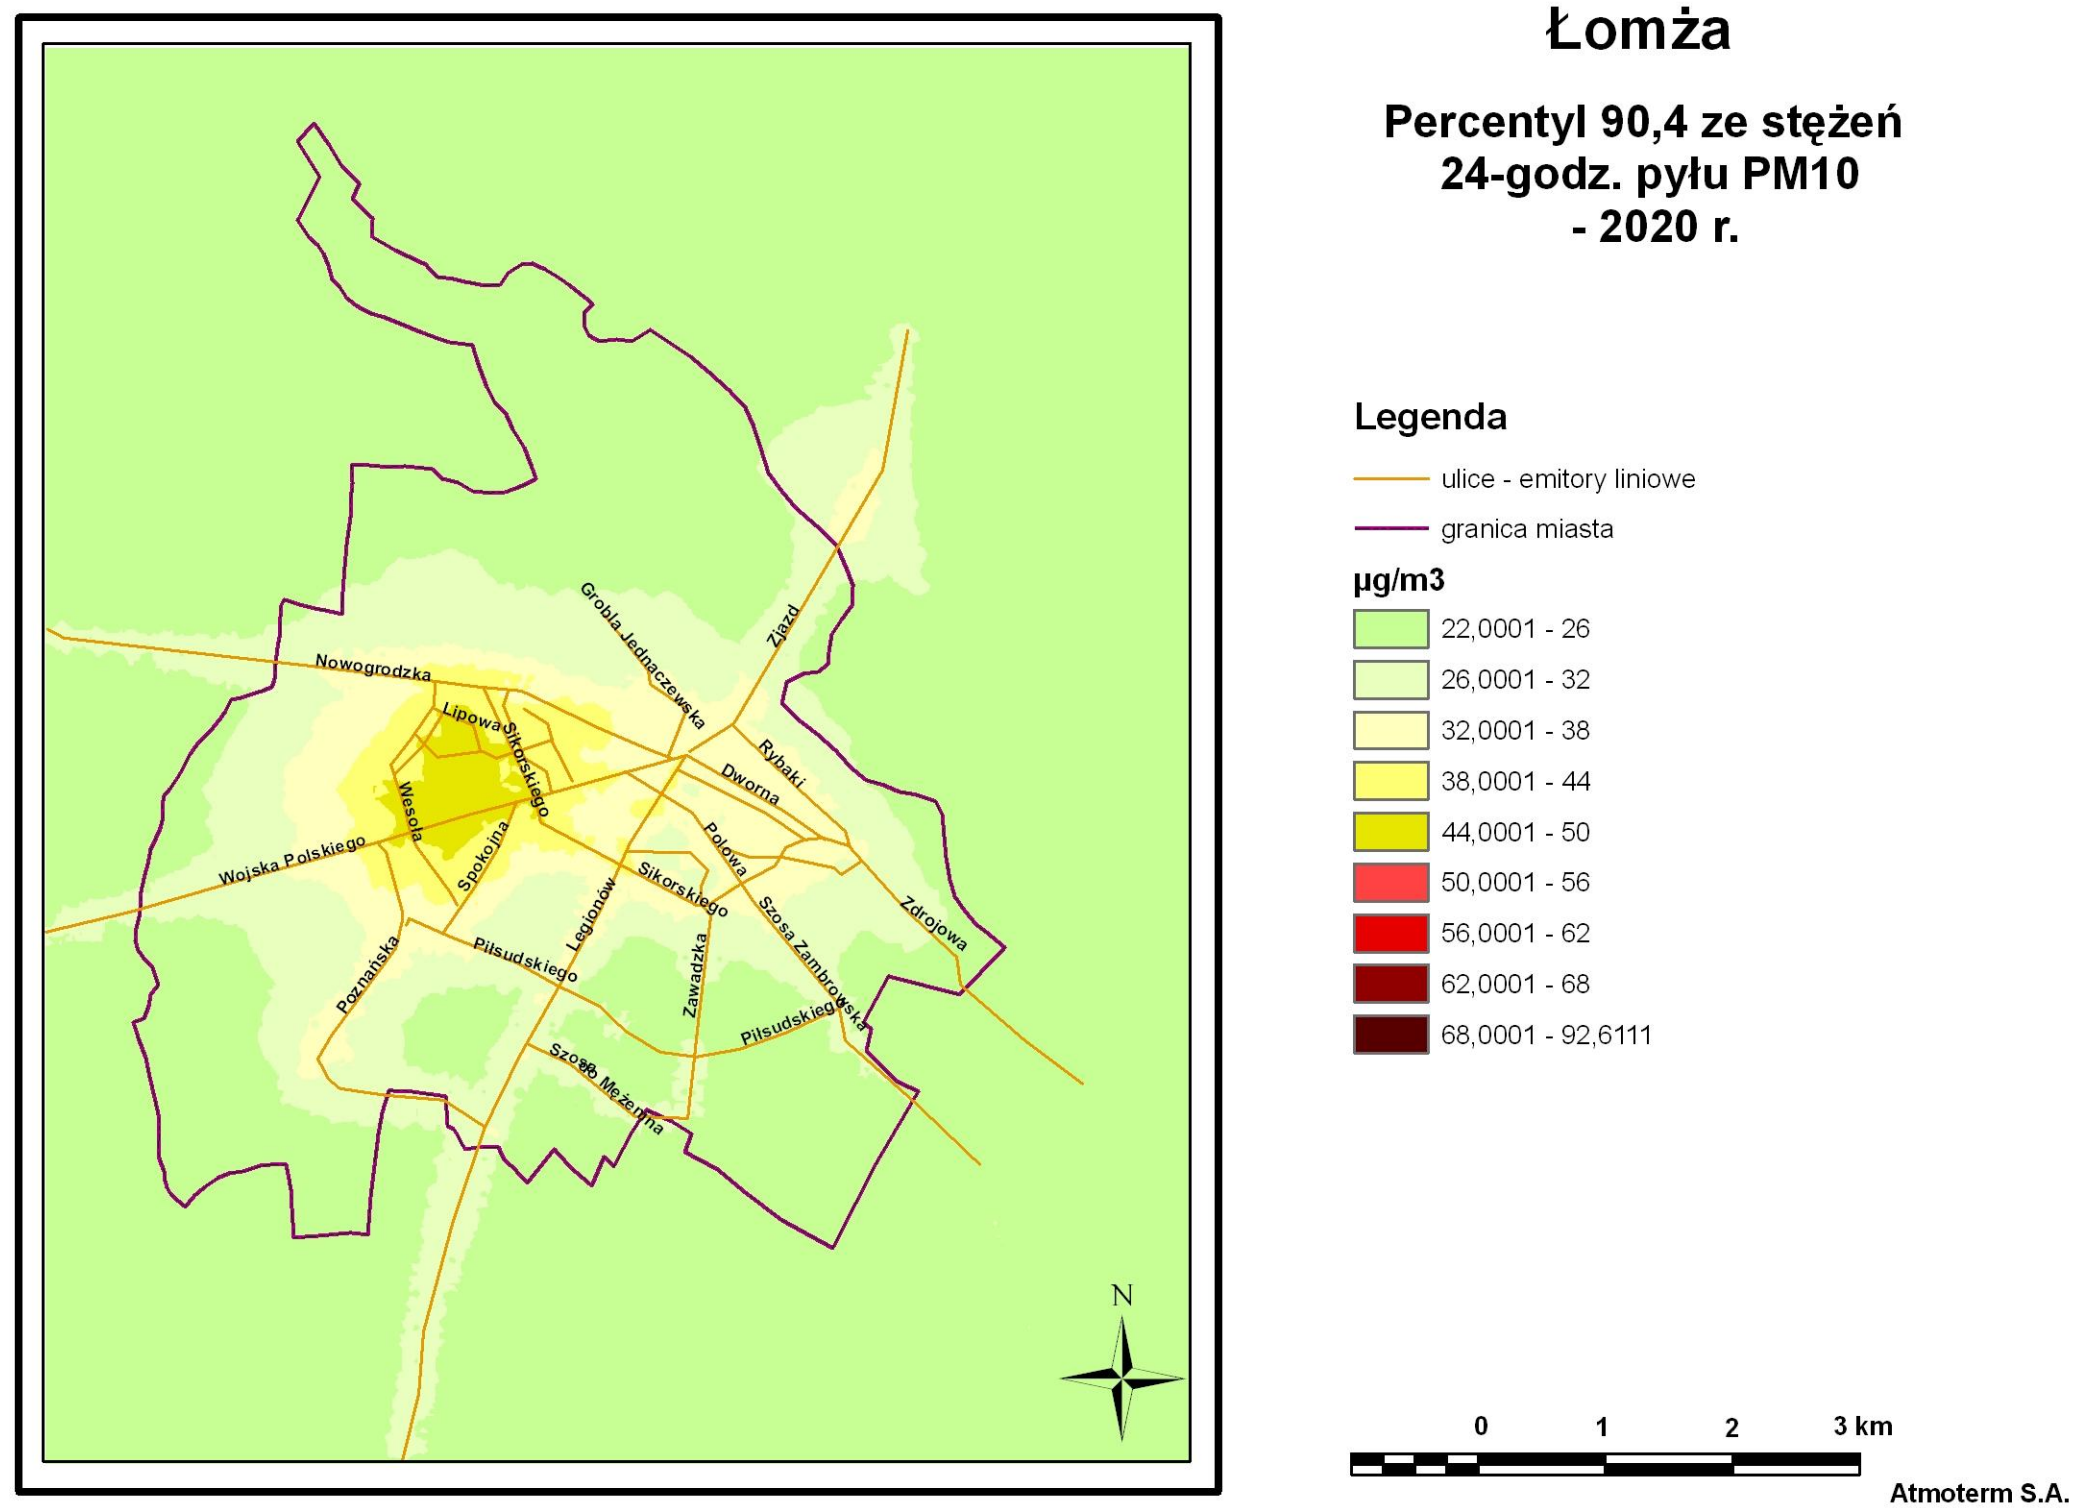 Łomża
Percentyl 90,4 ze stężeń
24-godz. pyłu PM10
- 2020 r.
Legenda
ulice - emitory liniowe
granica miasta
µg/m3
22,0001 - 26
26,0001 - 32
32,0001 - 38
38,0001 - 44
44,0001 - 50
50,0001 - 56
56,0001 - 62
62,0001 - 68
68,0001 - 92,6111
Grobla Jednaczewska
Zjazd
Nowogrodzka
Lipowa
Sikorskiego
Rybaki
Dworna
Wesoła
Wojska Polskiego
Spokojna
Polowa
Sikorskiego
Legionów
Szosa Zambrowska
Zdrojowa
Poznańska
Piłsudskiego
Zawadzka
Piłsudskiego
Szosa
do Mężenina
N
0 1 2 3 km
Atmoterm S.A.